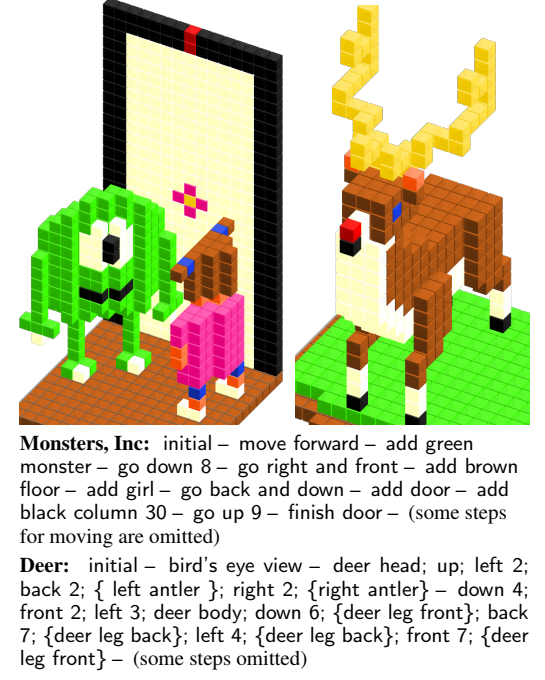 Monsters, Inc: initial – move forward – add green
monster – go down 8 – go right and front – add brown
floor – add girl – go back and down – add door – add
black column 30 – go up 9 – finish door – (some steps
for moving are omitted)
Deer: initial – bird's eye view – deer head; up; left 2;
back 2; { left antler }; right 2; {right antler} – down 4;
front 2; left 3; deer body; down 6; {deer leg front}; back
7; {deer leg back}; left 4; {deer leg back}; front 7; {deer
leg front} – (some steps omitted)